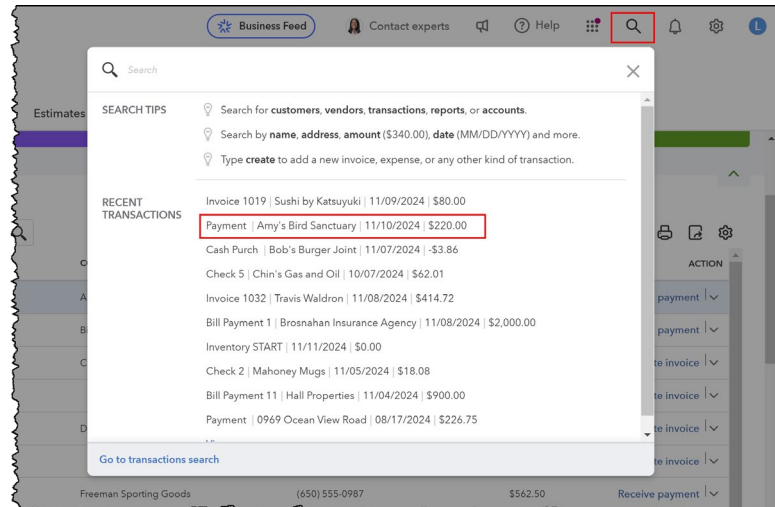 Business Feed
Contact experts
Help
L
Search
Estimates
SEARCH TIPS
Search for customers, vendors, transactions, reports, or accounts.
Search by name, address, amount ($340.00), date (MM/DD/YYYY) and more.
Type create to add a new invoice, expense, or any other kind of transaction.
RECENT TRANSACTIONS
Invoice 1019 | Sushi by Katsuyuki | 11/09/2024 | $80.00
Payment | Amy's Bird Sanctuary | 11/10/2024 | $220.00
Cash Purch | Bob's Burger Joint | 11/07/2024 | -$3.86
Check 5 | Chin's Gas and Oil | 10/07/2024 | $62.01
Invoice 1032 | Travis Waldron | 11/08/2024 | $414.72
Bill Payment 1 | Brosnahan Insurance Agency | 11/08/2024 | $2,000.00
Inventory START | 11/11/2024 | $0.00
Check 2 | Mahoney Mugs | 11/05/2024 | $18.08
Bill Payment 11 | Hall Properties | 11/04/2024 | $900.00
Payment | 0969 Ocean View Road | 08/17/2024 | $226.75
Go to transactions search
ACTION
payment
payment
te invoice
te invoice
te invoice
te invoice
Freeman Sporting Goods (650) 555-0987 $562.50 Receive payment